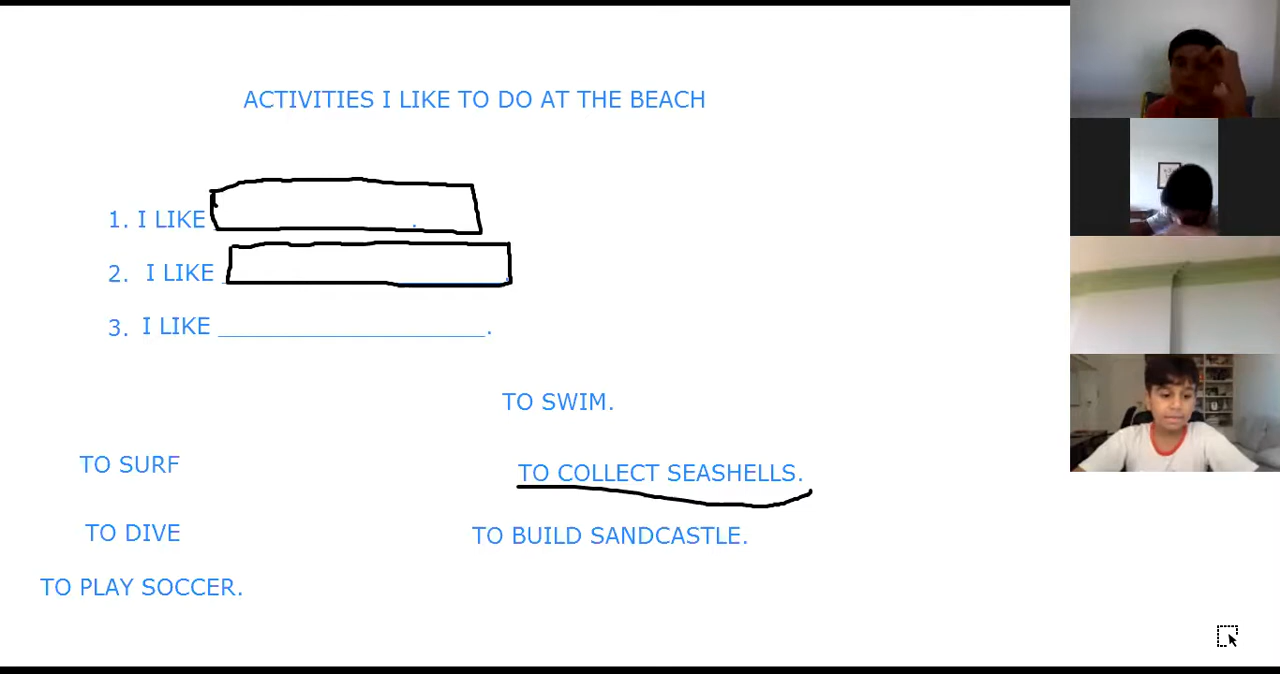 ACTIVITIES I LIKE TO DO AT THE BEACH
1. I LIKE .
2. I LIKE
3. I LIKE ____________________.
TO SWIM.
TO SURF
TO COLLECT SEASHELLS.
TO DIVE
TO BUILD SANDCASTLE.
TO PLAY SOCCER.